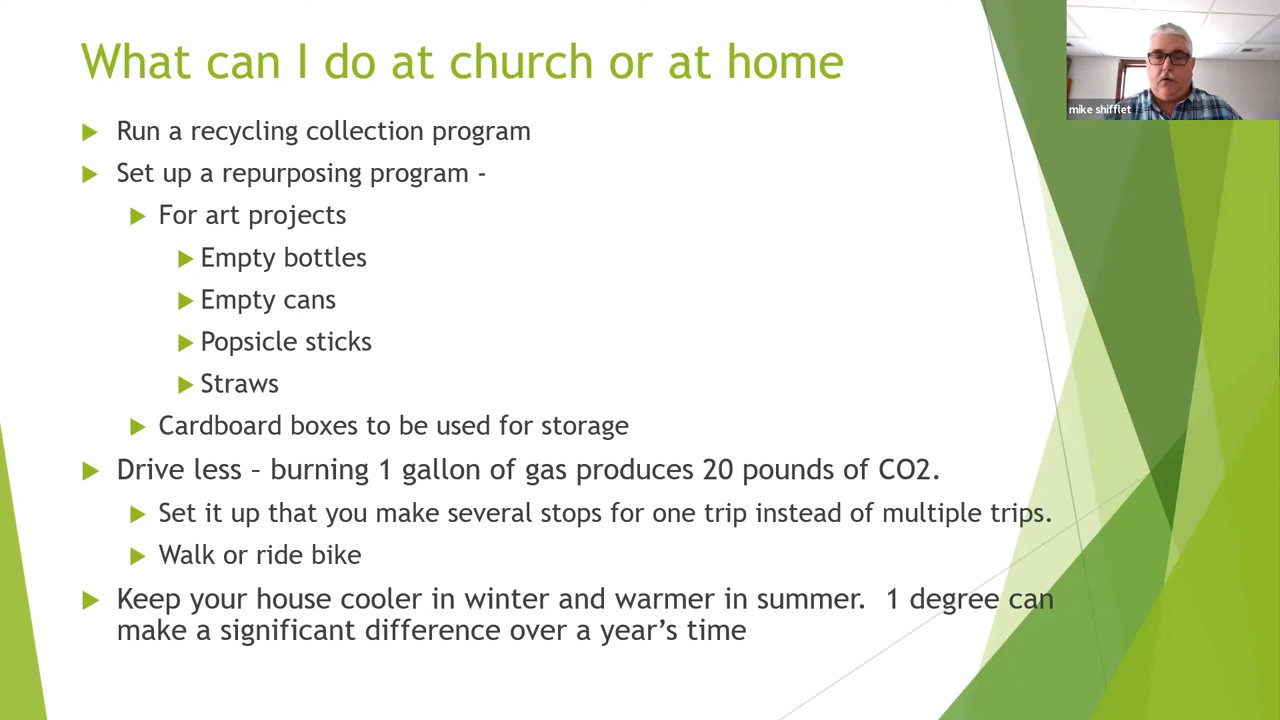 What can I do at church or at home
mike shifflet
Run a recycling collection program
Set up a repurposing program -
For art projects
Empty bottles
Empty cans
Popsicle sticks
Straws
Cardboard boxes to be used for storage
Drive less – burning 1 gallon of gas produces 20 pounds of CO2.
Set it up that you make several stops for one trip instead of multiple trips.
Walk or ride bike
Keep your house cooler in winter and warmer in summer.  1 degree can
make a significant difference over a year’s time